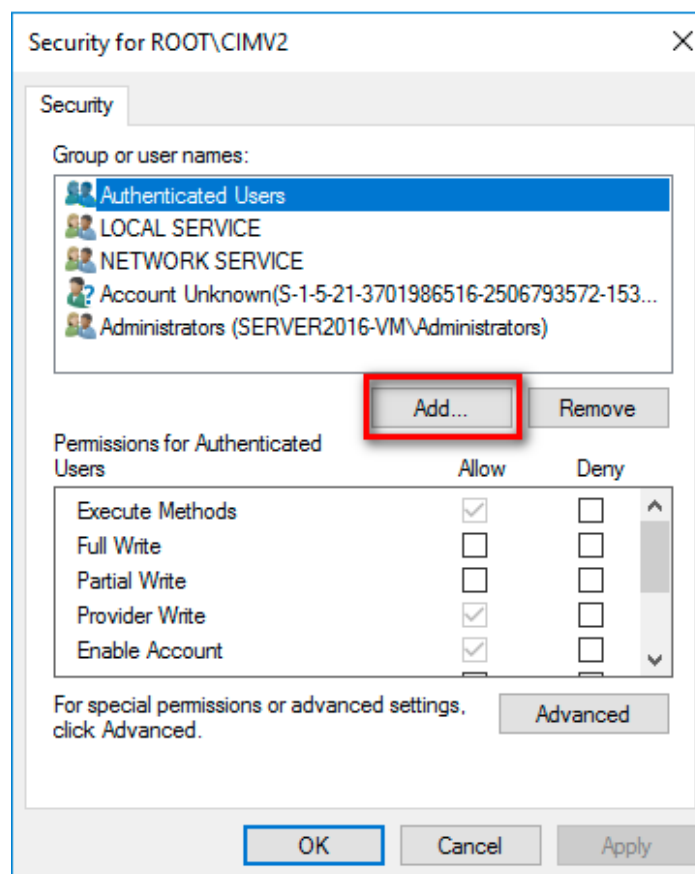 Security for ROOT\CIMV2
Security
Group or user names:
Authenticated Users
LOCAL SERVICE
NETWORK SERVICE
Account Unknown(S-1-5-21-3701986516-2506793572-153...
Administrators (SERVER2016-VM\Administrators)
Add... Remove
Permissions for Authenticated
Users Allow Deny
Execute Methods
Full Write
Partial Write
Provider Write
Enable Account
For special permissions or advanced settings,
click Advanced.
Advanced
OK Cancel Apply